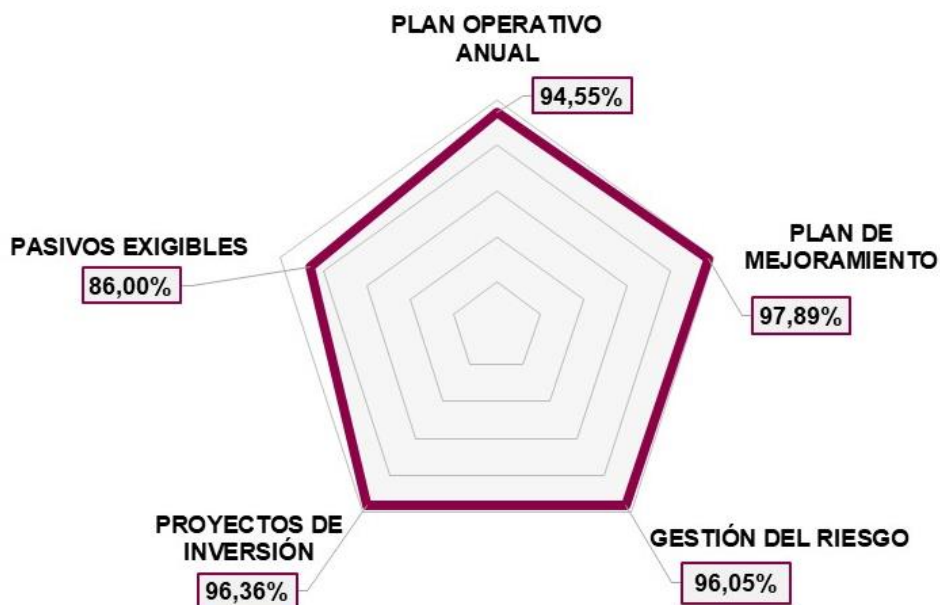 PLAN OPERATIVO
ANUAL
94,55%
PLAN DE
MEJORAMIENTO
97,89%
GESTIÓN DEL RIESGO
96,05%
PROYECTOS DE
INVERSIÓN
96,36%
PASIVOS EXIGIBLES
86,00%